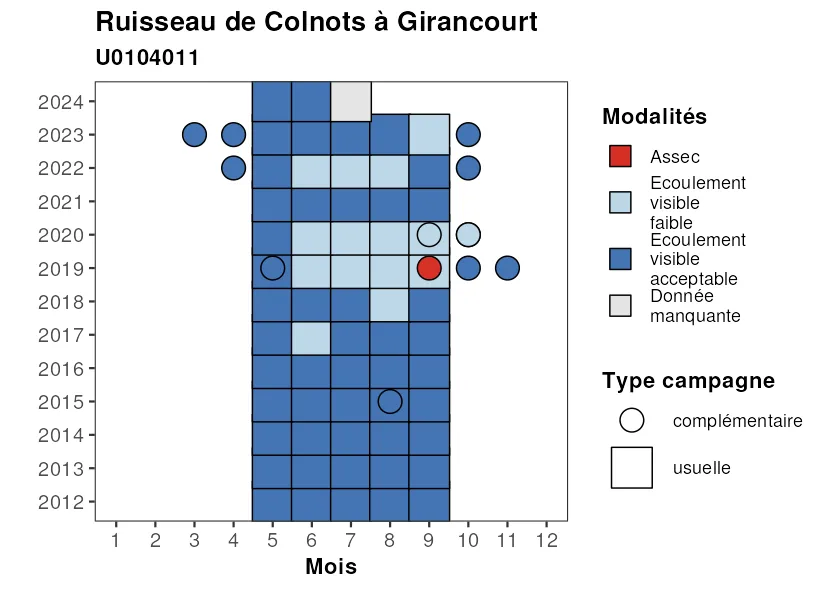 Ruisseau de Colnots à Girancourt
U0104011
2024
2023
2022
2021
2020
2019
2018
2017
2016
2015
2014
2013
2012
1 2 3 4 5 6 7 8 9 10 11 12
Mois
Modalités
Assec
Ecoulement
visible
faible
Ecoulement
visible
acceptable
Donnée
manquante
Type campagne
complémentaire
usuelle